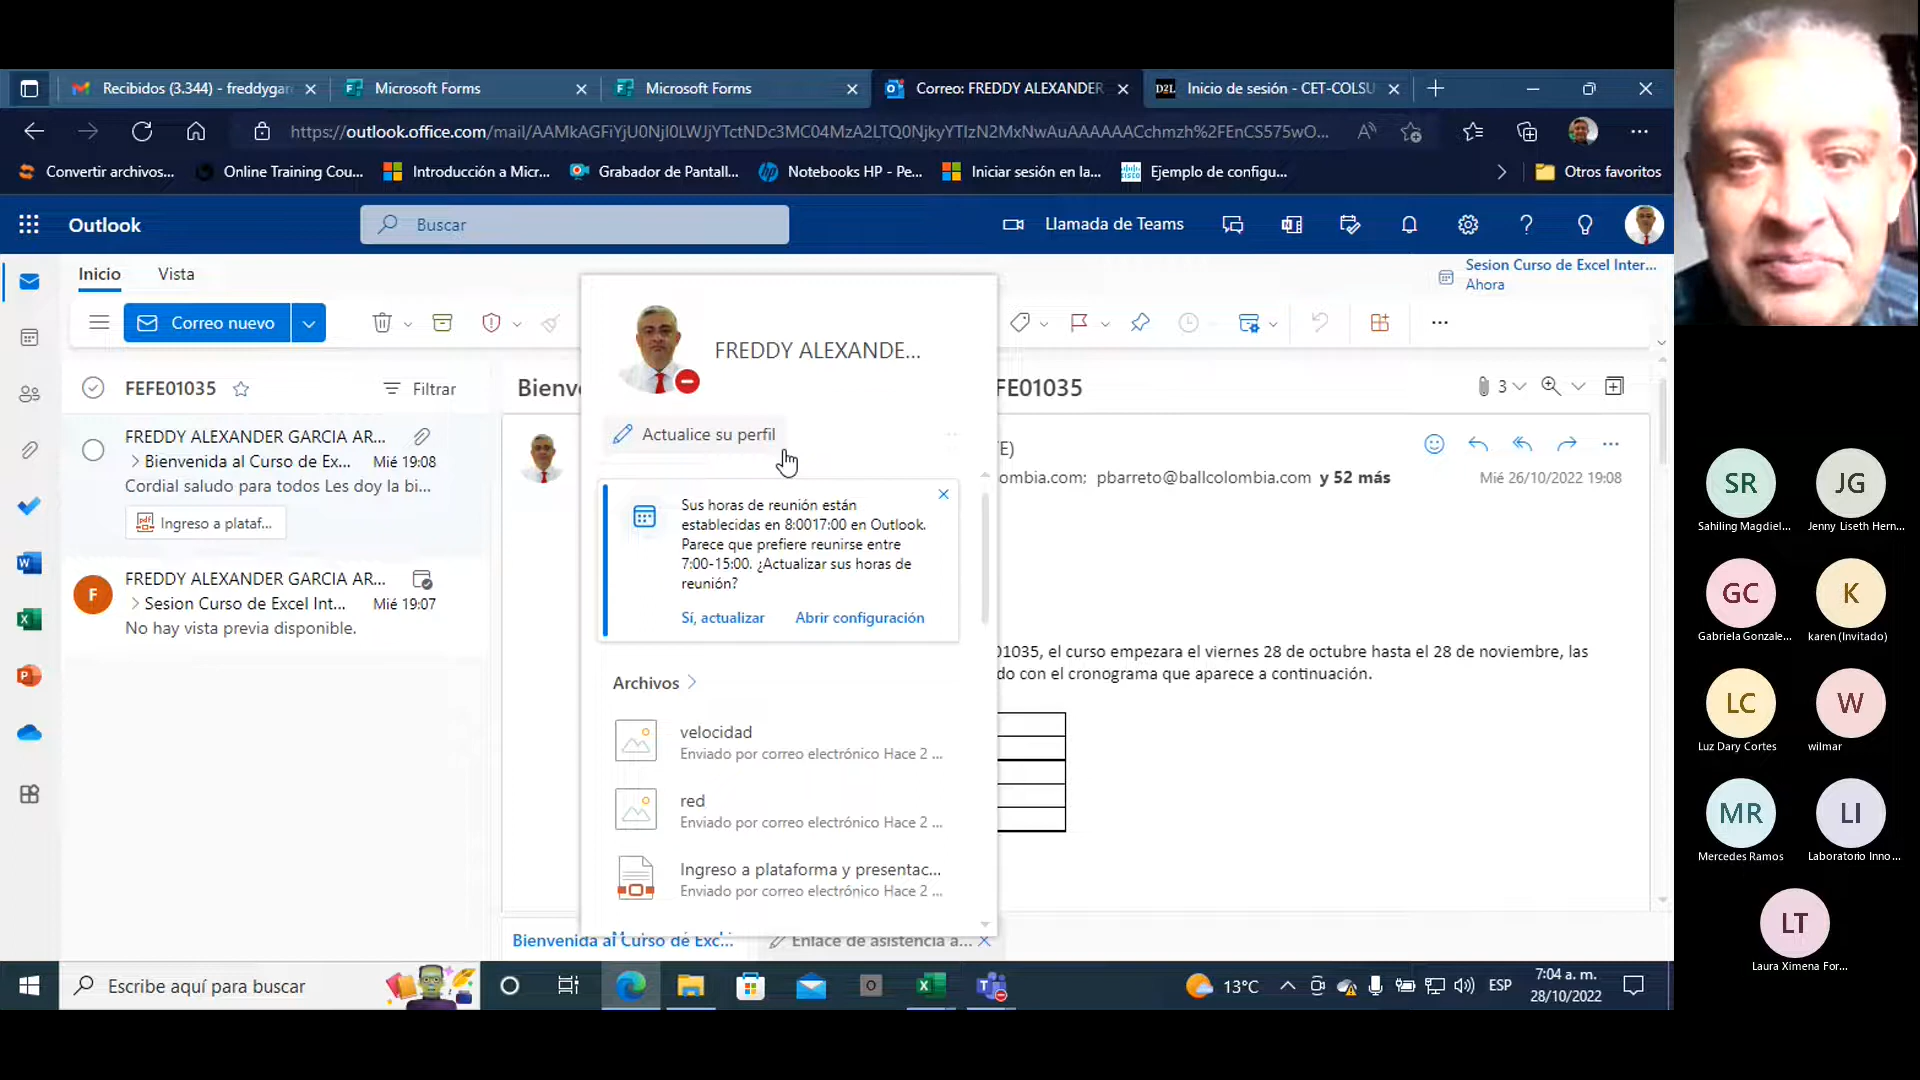 Recibidos (3.344) - freddygar
Microsoft Forms
Microsoft Forms
Correo: FREDDY ALEXANDER
D2L
Inicio de sesión - CET-COLSU
https://outlook.office.com/mail/AAMkAGFiYjU0NjI0LWJjYTctNDc3MC04MzA2LTQ0NjkyYTIzN2MxNwAuAAAAAACchmzh%2FEnCS575wO...
Convertir archivos...
Online Training Cou...
Introducción a Micr...
Grabador de Pantall...
Notebooks HP - Pe...
Iniciar sesión en la...
Ejemplo de configu...
Otros favoritos
Outlook
Buscar
Llamada de Teams
Inicio
Vista
Sesion Curso de Excel Inter...
Ahora
Correo nuevo
FEFE01035
Filtrar
FREDDY ALEXANDER GARCIA AR...
Bienvenida al Curso de Ex...
Mié 19:08
Cordial saludo para todos Les doy la bi...
Ingreso a plataf...
F
FREDDY ALEXANDER GARCIA AR...
Sesion Curso de Excel Int...
Mié 19:07
No hay vista previa disponible.
Bienv
FE01035
3
E)
ombia.com; pbarreto@ballcolombia.com y 52 más
Mié 26/10/2022 19:08
01035, el curso empezara el viernes 28 de octubre hasta el 28 de noviembre, las
do con el cronograma que aparece a continuación.
FREDDY ALEXANDE...
Actualice su perfil
Sus horas de reunión están
establecidas en 8:0017:00 en Outlook.
Parece que prefiere reunirse entre
7:00-15:00. ¿Actualizar sus horas de
reunión?
Sí, actualizar
Abrir configuración
Archivos
velocidad
Enviado por correo electrónico Hace 2 ...
red
Enviado por correo electrónico Hace 2 ...
Ingreso a plataforma y presentac...
Enviado por correo electrónico Hace 2 ...
Bienvenida al Curso de Exc...
Enlace de asistencia a...
Escribe aquí para buscar
13°C
ESP
7:04 a. m.
28/10/2022
SR
Sahiling Magdiel...
JG
Jenny Liseth Hern...
GC
Gabriela Gonzale...
K
karen (Invitado)
LC
Luz Dary Cortes
W
wilmar
MR
Mercedes Ramos
LI
Laboratorio Inno...
LT
Laura Ximena For...